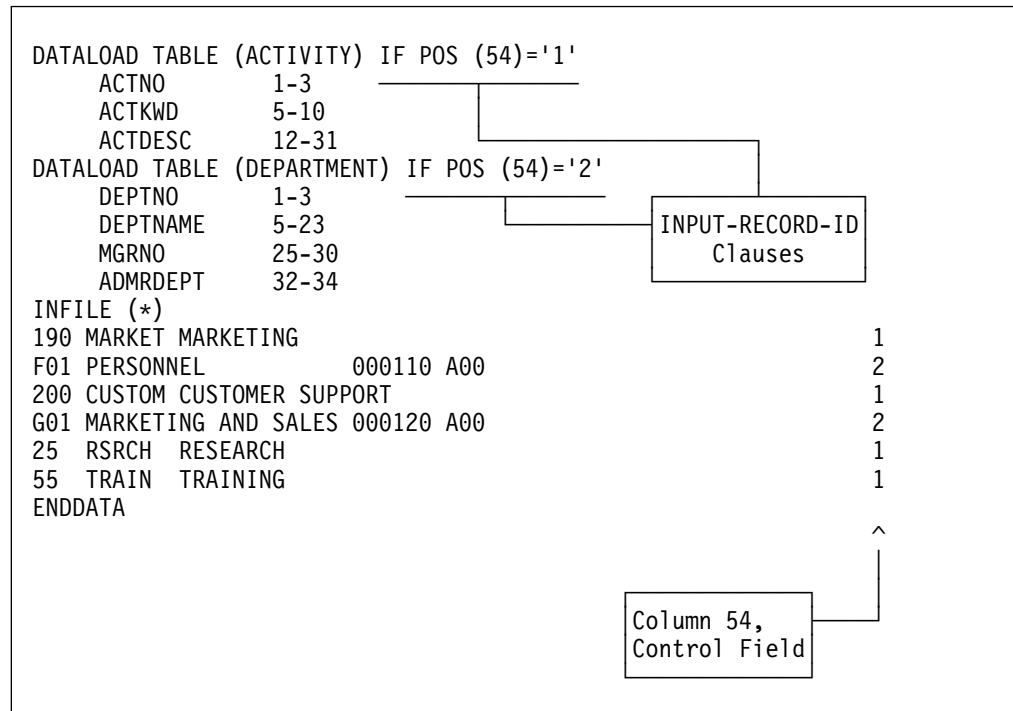 DATALOAD TABLE (ACTIVITY) IF POS (54)='1'
ACTNO 1-3
ACTKWD 5-10
ACTDESC 12-31
DATALOAD TABLE (DEPARTMENT) IF POS (54)='2'
DEPTNO 1-3
DEPTNAME 5-23
MGRNO 25-30
ADMRDEPT 32-34
INPUT-RECORD-ID
Clauses
INFILE (*)
190 MARKET MARKETING 1
F01 PERSONNEL 000110 A00 2
200 CUSTOM CUSTOMER SUPPORT 1
G01 MARKETING AND SALES 000120 A00 2
25 RSRCH RESEARCH 1
55 TRAIN TRAINING 1
ENDDATA
^
Column 54,
Control Field